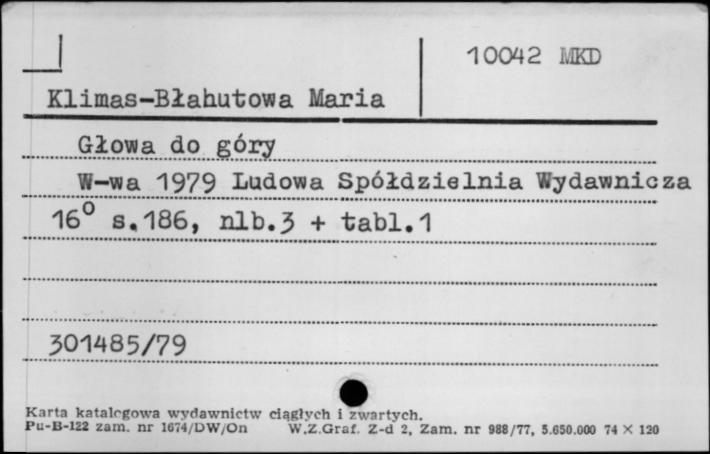 10042 MKD
Klimas-Błahutowa Maria
Głowa do góry
W-wa 1979 Ludowa Spółdzielnia Wydawnicza
16° s.186, nlb.3 + tabl.1
301485/79
Karta katalogowa wydawnictw ciągłych i zwartych.
Pu-B-122 zam. nr 1674/DW/On W.Z.Graf. Z-d 2, Zam. nr 988/77, 5.650.000 74 × 120